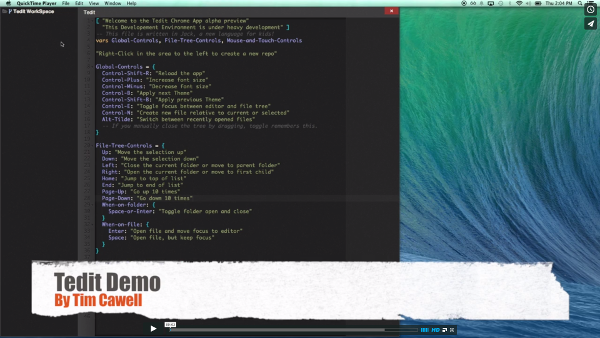 QuickTime Player File Edit View Window Help
Thu 2:04 PM
Tedit WorkSpace
Tedit
[ "Welcome to the Tedit Chrome App alpha preview"
"This Developement Environment is under heavy development" ]
-- This file is written in Jack, a new language for kids!
vars Global-Controls, File-Tree-Controls, Mouse-and-Touch-Controls
"Right-Click in the area to the left to create a new repo"
Global-Controls = {
Control-Shift-R: "Reload the app"
Control-Plus: "Increase font size"
Control-Minus: "Decrease font size"
Control-B: "Apply next Theme"
Control-Shift-B: "Apply previous Theme"
Control-E: "Toggle focus between editor and file tree"
Control-N: "Create new file relative to current or selected"
Alt-Tilde: "Switch between recently opened files"
-- If you manually close the tree by dragging, toggle remembers this.
}
File-Tree-Controls = {
Up: "Move the selection up"
Down: "Move the selection down"
Left: "Close the current folder or move to parent folder"
Right: "Open the current folder or move to first child"
Home: "Jump to top of list"
End: "Jump to end of list"
Page-Up: "Go up 10 times"
Page-Down: "Go down 10 times"
When-on-folder: {
Space-or-Enter: "Toggle folder open and close"
}
When-on-file: {
Enter: "Open file and move focus to editor"
Space: "Open file, but keep focus"
}
}
Tedit Demo
By Tim Cawell
HD